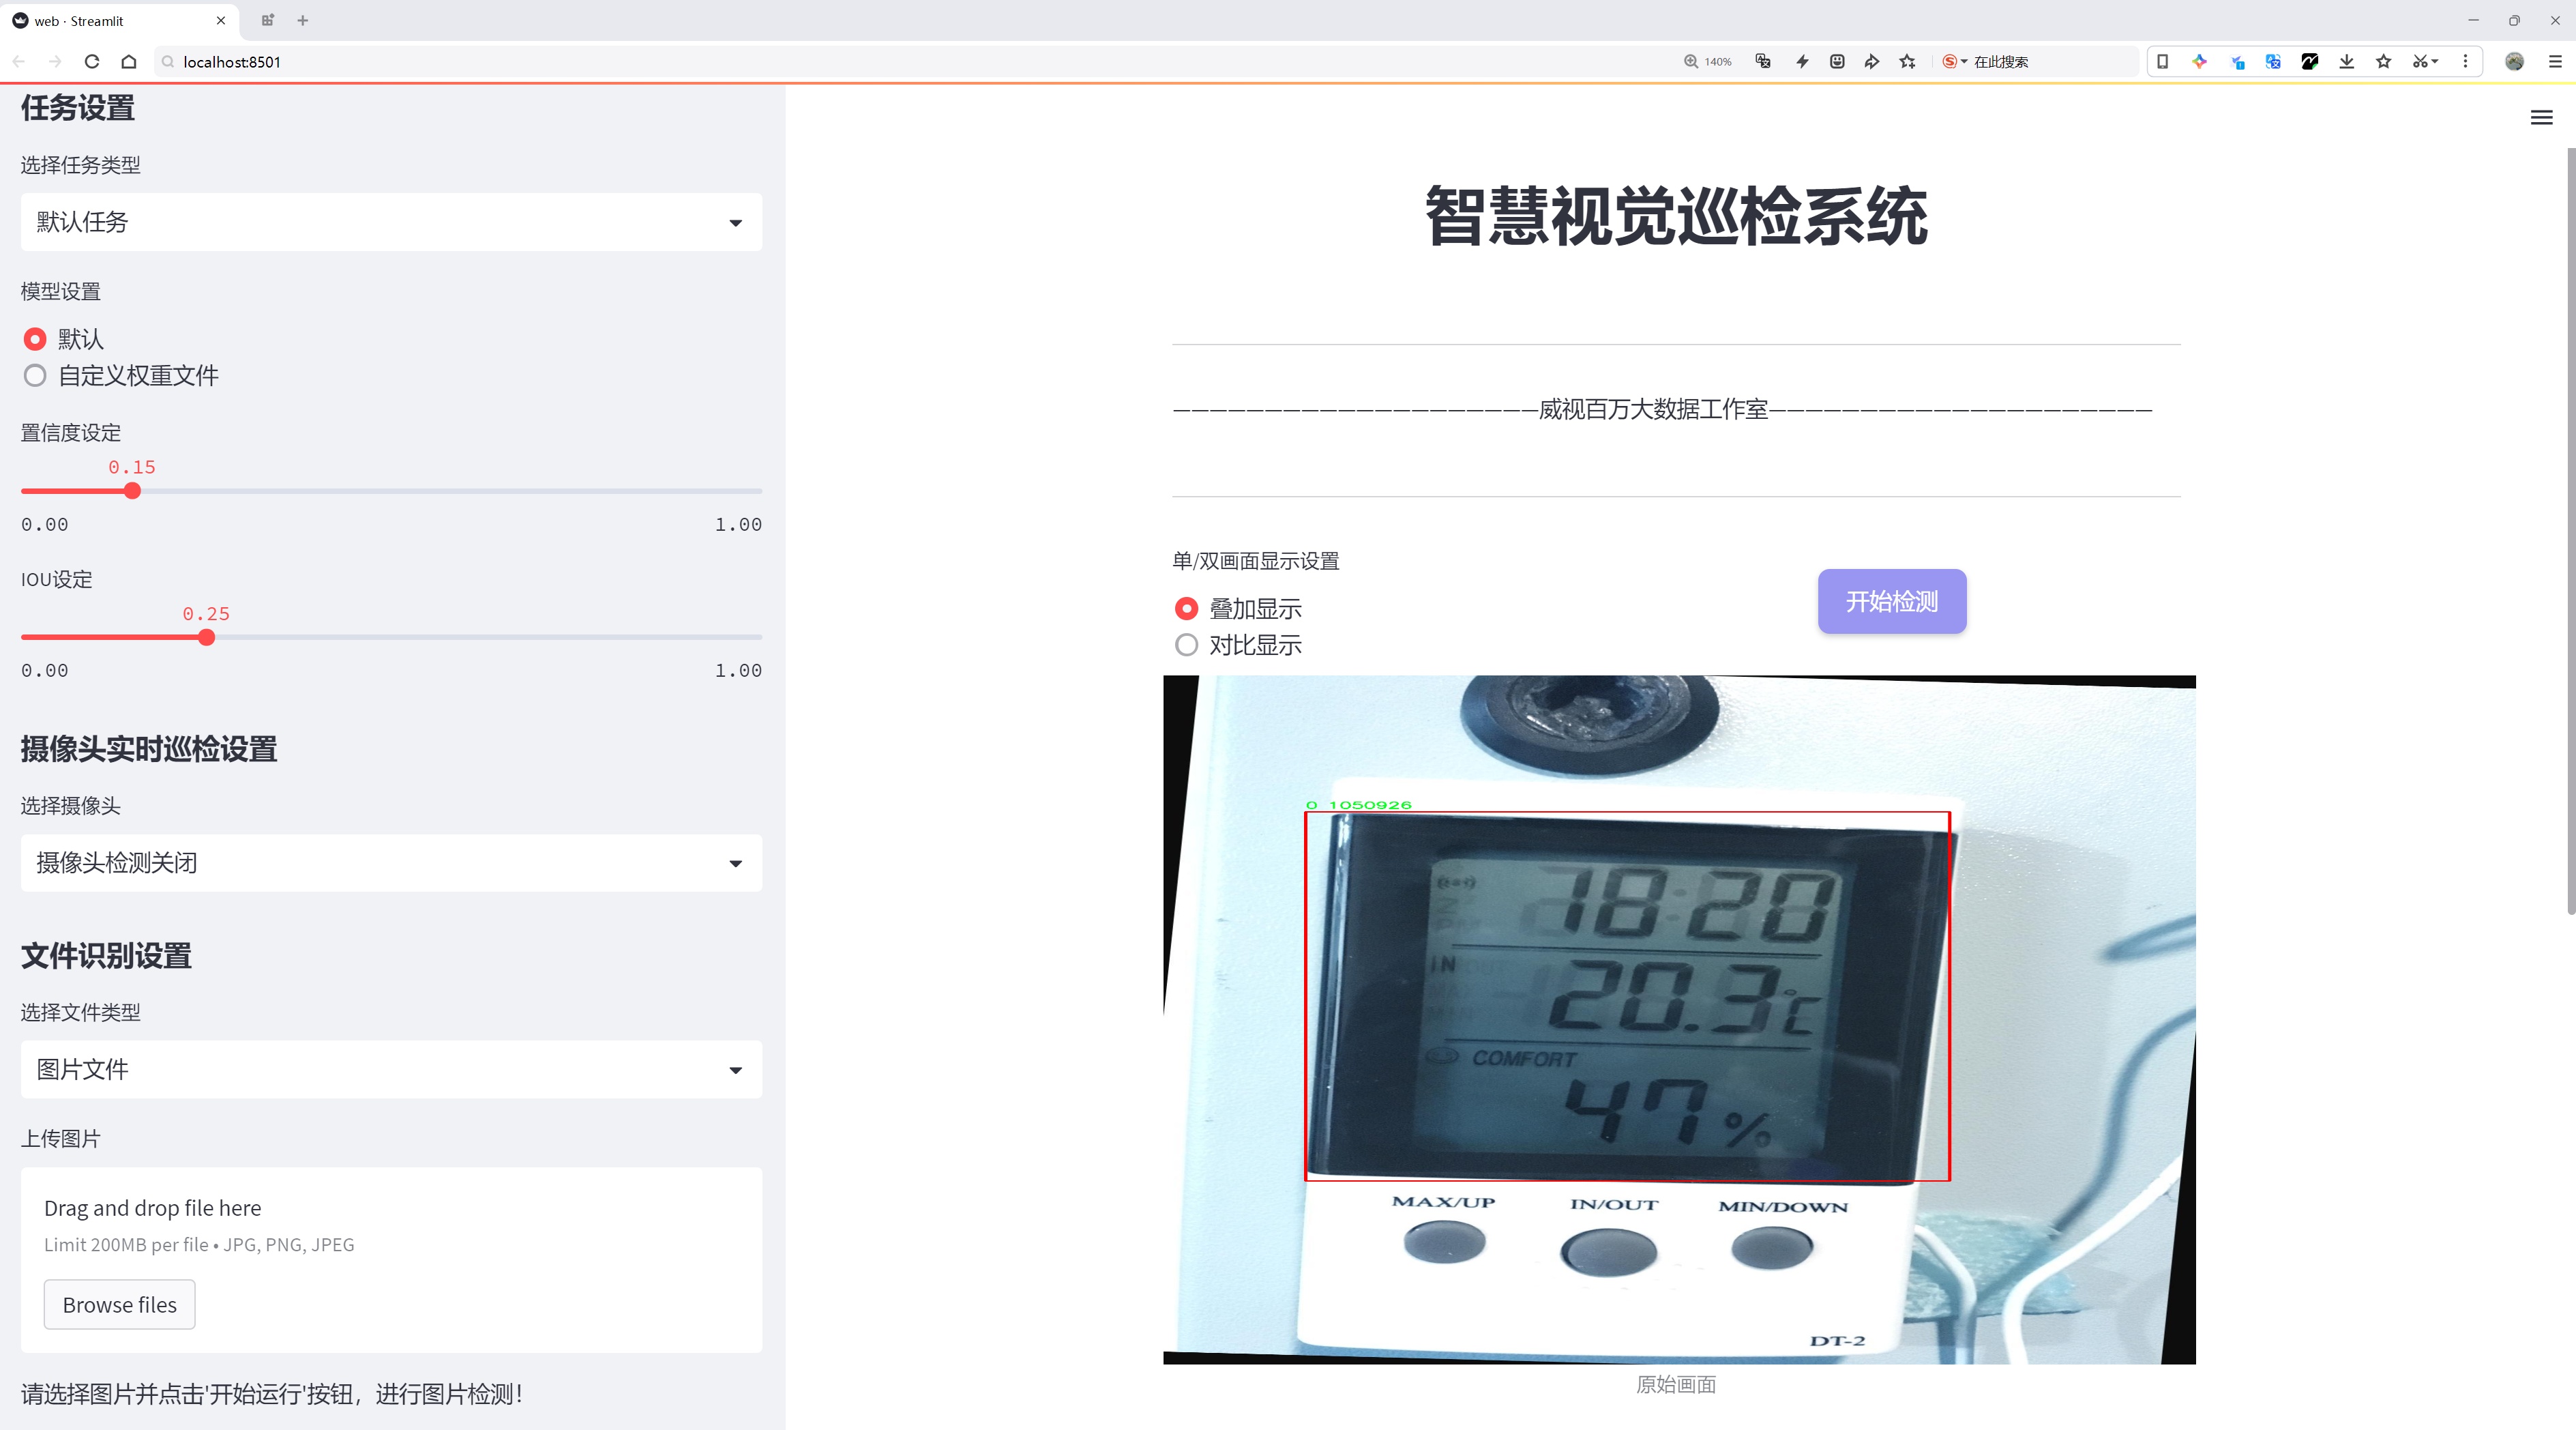 web · Streamlit
localhost:8501
140%
在此搜索
任务设置
选择任务类型
默认任务
模型设置
默认
自定义权重文件
置信度设定
0.15
0.00 1.00
IOU设定
0.25
0.00 1.00
摄像头实时巡检设置
选择摄像头
摄像头检测关闭
文件识别设置
选择文件类型
图片文件
上传图片
Drag and drop file here
Limit 200MB per file • JPG, PNG, JPEG
Browse files
请选择图片并点击'开始运行'按钮，进行图片检测！
智慧视觉巡检系统
————————————————————威视百万大数据工作室—————————————————————
单/双画面显示设置
叠加显示
对比显示
开始检测
0 1050926
18:20
IN
20.3℃
COMFORT
47%
MAX/UP IN/OUT MIN/DOWN
DT-2
原始画面